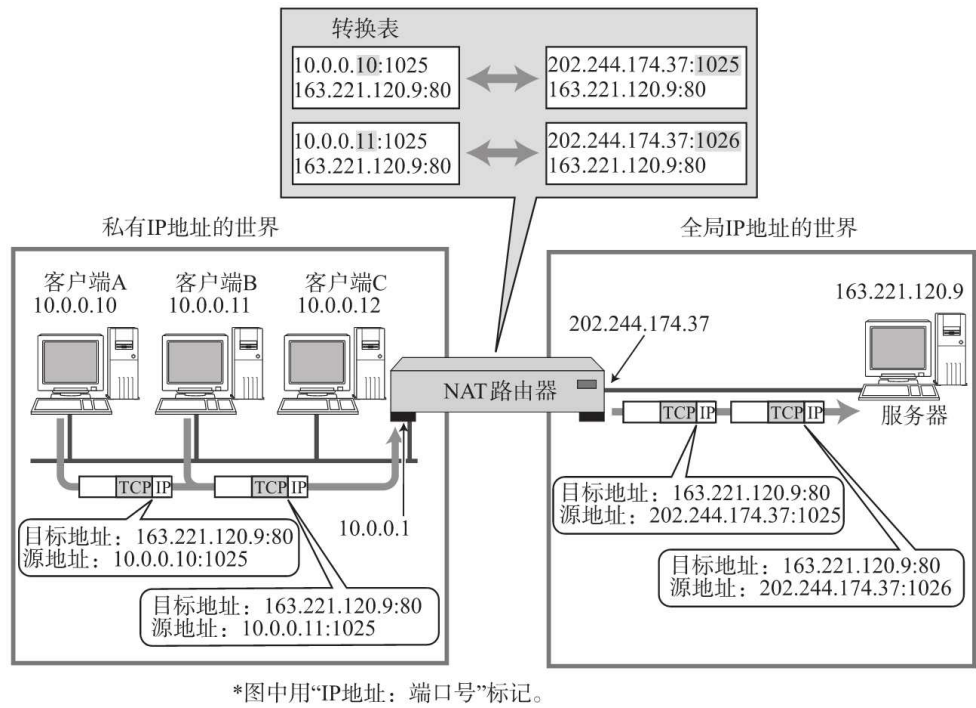 转换表
10.0.0.10:1025
163.221.120.9:80
202.244.174.37:1025
163.221.120.9:80
10.0.0.11:1025
163.221.120.9:80
202.244.174.37:1026
163.221.120.9:80
私有IP地址的世界
全局IP地址的世界
客户端A
10.0.0.10
客户端B
10.0.0.11
客户端C
10.0.0.12
163.221.120.9
202.244.174.37
NAT路由器
服务器
TCP IP
TCP IP
TCP IP
TCP IP
10.0.0.1
目标地址：163.221.120.9:80
源地址：10.0.0.10:1025
目标地址：163.221.120.9:80
源地址：10.0.0.11:1025
目标地址：163.221.120.9:80
源地址：202.244.174.37:1025
目标地址：163.221.120.9:80
源地址：202.244.174.37:1026
*图中用“IP地址：端口号”标记。